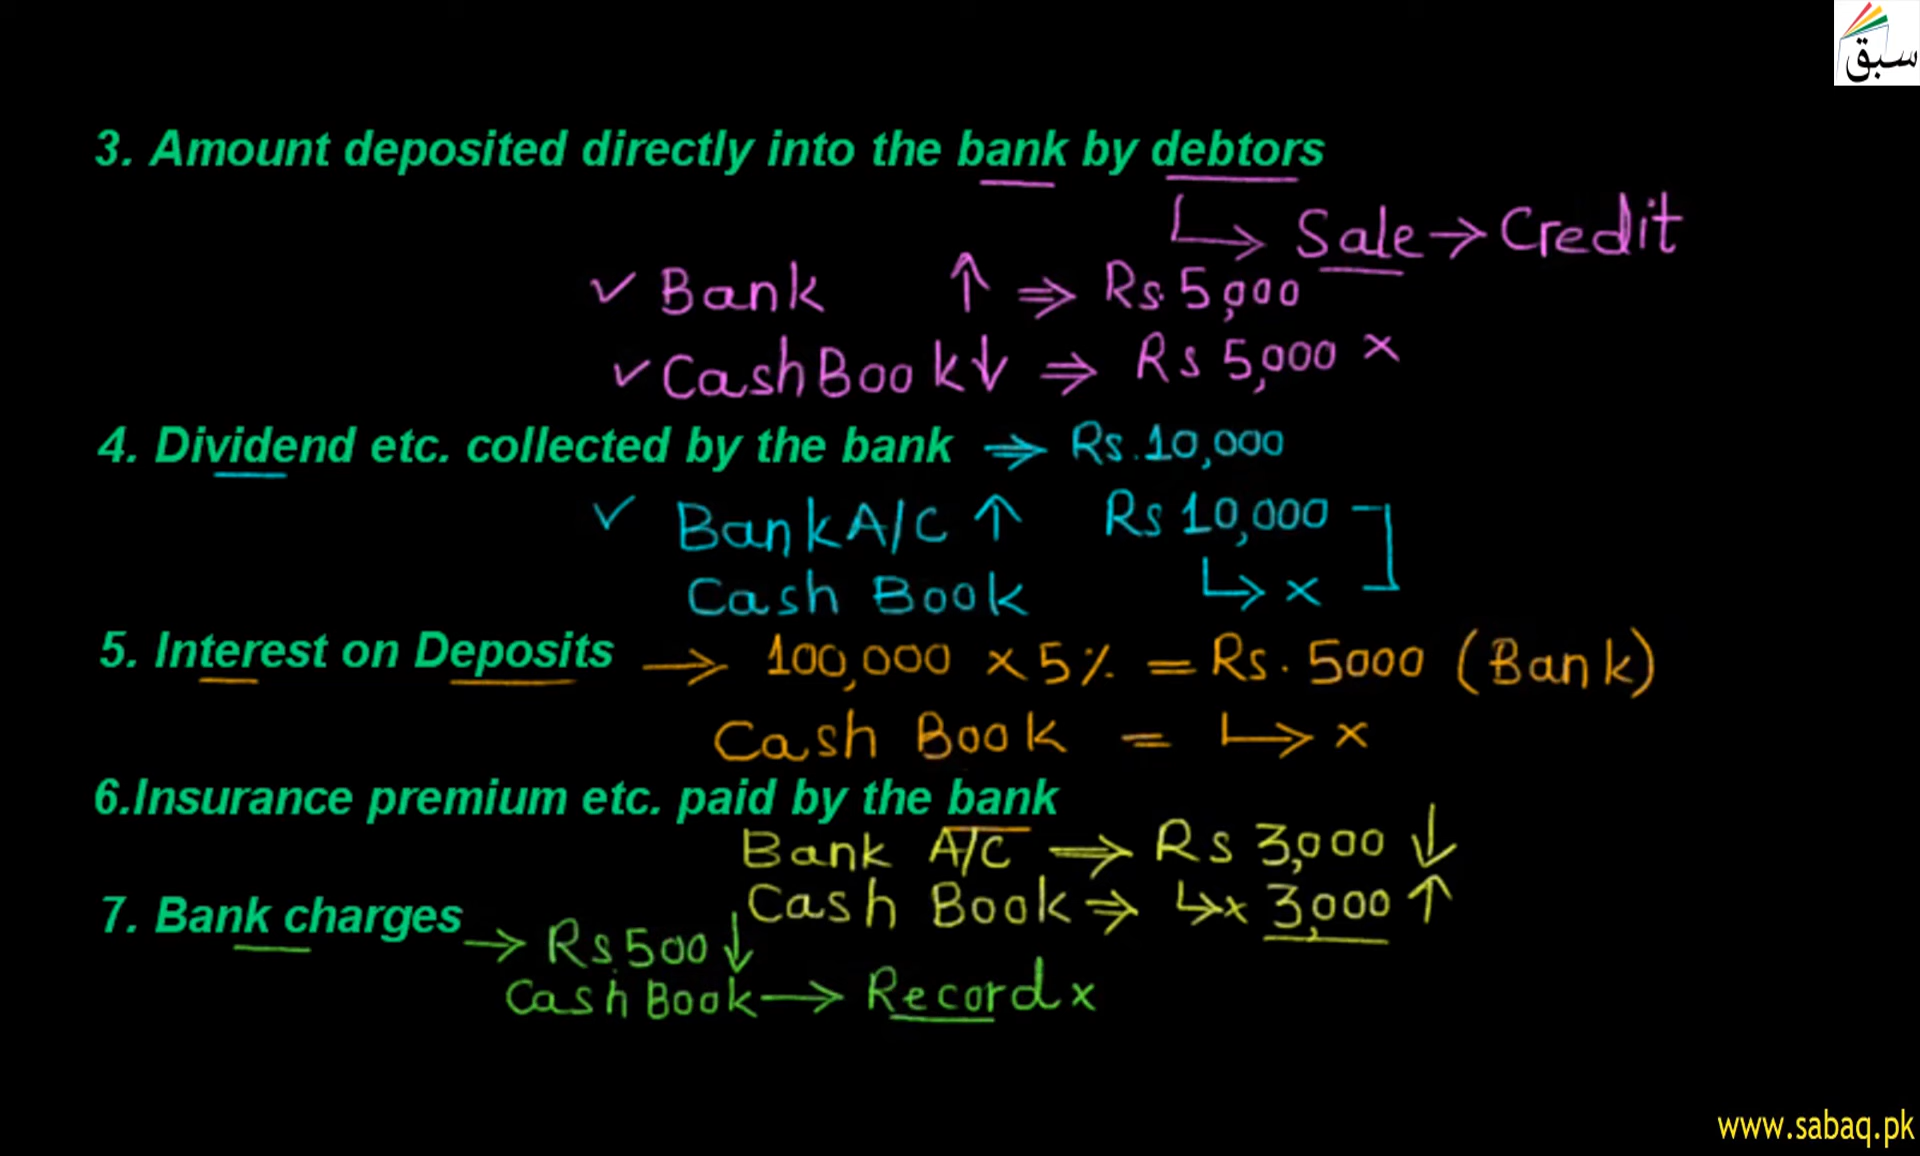 سبق
3. Amount deposited directly into the bank by debtors
↳ Sale → Credit
✓ Bank ↑ ⇒ Rs. 5,000
✓ Cash Book ↓ ⇒ Rs 5,000 ×
4. Dividend etc. collected by the bank ⇒ Rs. 10,000
✓ Bank A/C ↑ Rs 10,000
Cash Book ↳ ×
5. Interest on Deposits → 100,000 × 5% = Rs. 5000 (Bank)
Cash Book = ↳ ×
6.Insurance premium etc. paid by the bank
Bank A/C ⇒ Rs 3,000 ↓
Cash Book ⇒ ↳× 3,000 ↑
7. Bank charges → Rs. 500 ↓
Cash Book → Record ×
www.sabaq.pk